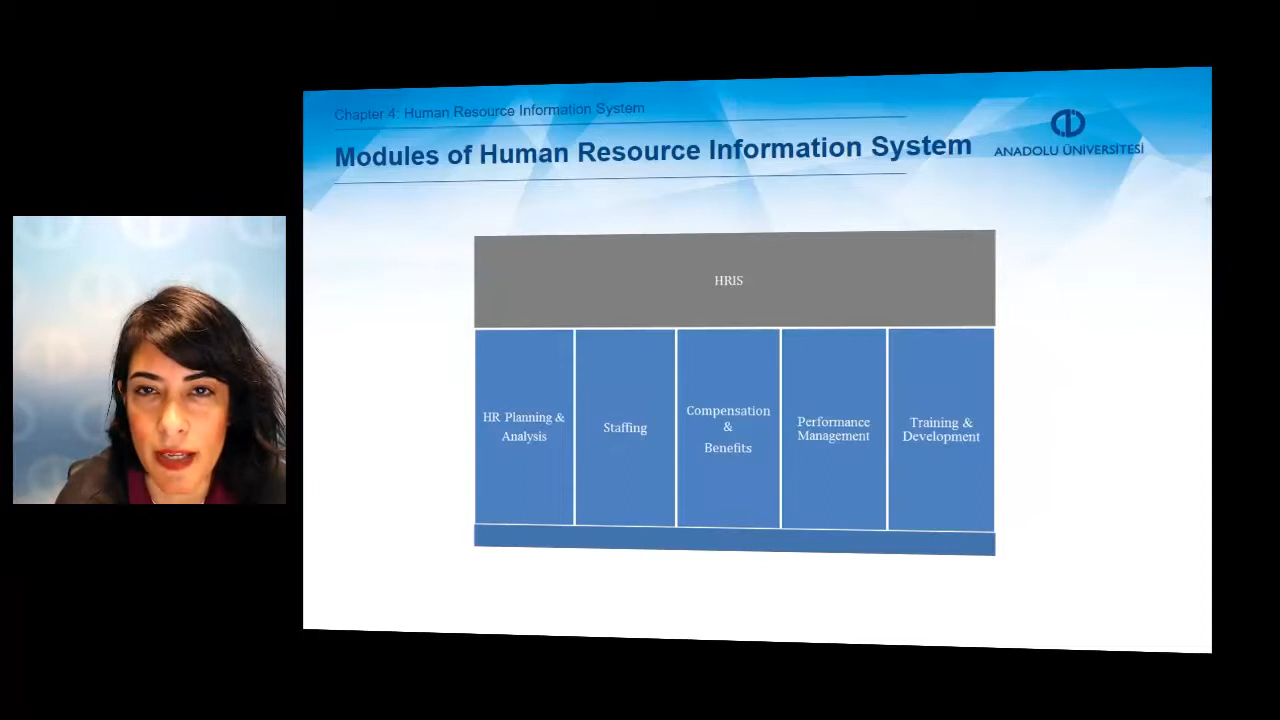 Chapter 4: Human Resource Information System
Modules of Human Resource Information System
ANADOLU ÜNİVERSİTESİ
HRIS
HR Planning &
Analysis
Staffing
Compensation
&
Benefits
Performance
Management
Training &
Development